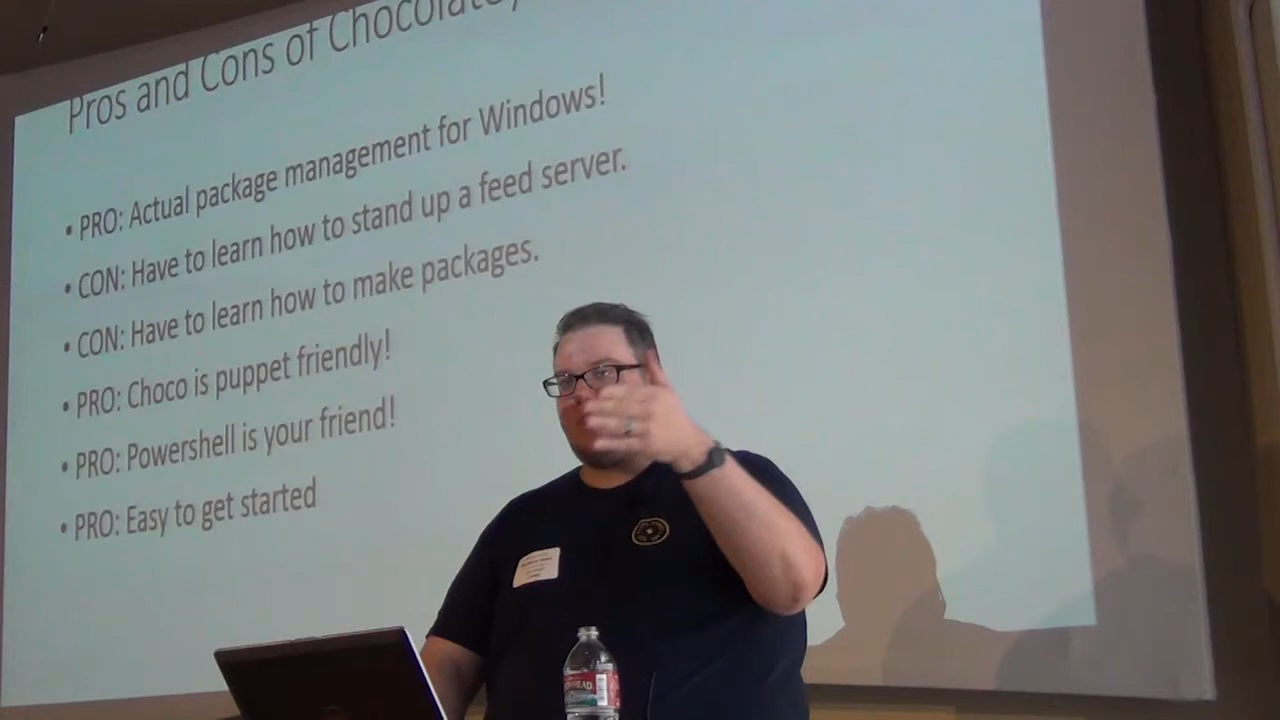 Pros and Cons of Chocolatey
• PRO: Actual package management for Windows!
• CON: Have to learn how to stand up a feed server.
• CON: Have to learn how to make packages.
• PRO: Choco is puppet friendly!
• PRO: Powershell is your friend!
• PRO: Easy to get started